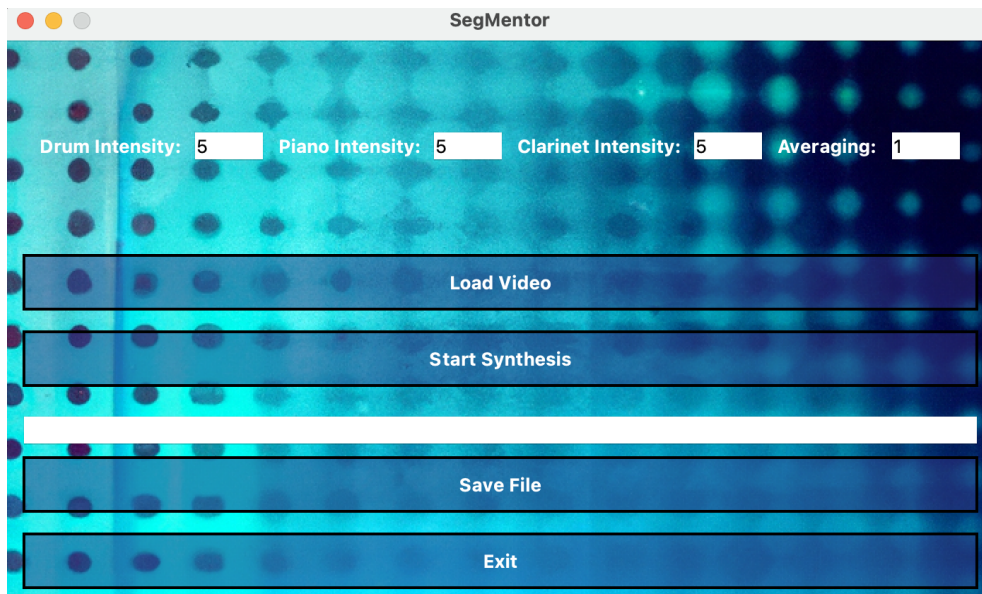 SegMentor
Drum Intensity: 5 Piano Intensity: 5 Clarinet Intensity: 5 Averaging: 1
Load Video
Start Synthesis
Save File
Exit